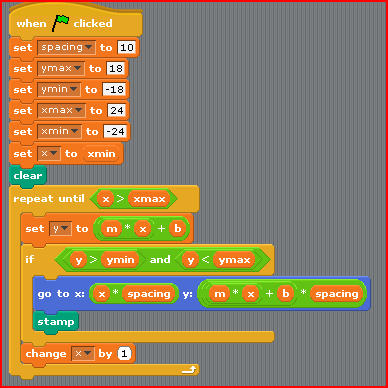 when clicked
set spacing to 10
set ymax to 18
set ymin to -18
set xmax to 24
set xmin to -24
set x to xmin
clear
repeat until x > xmax
set y to m * x + b
if y > ymin and y < ymax
go to x: x * spacing y: m * x + b * spacing
stamp
change x by 1